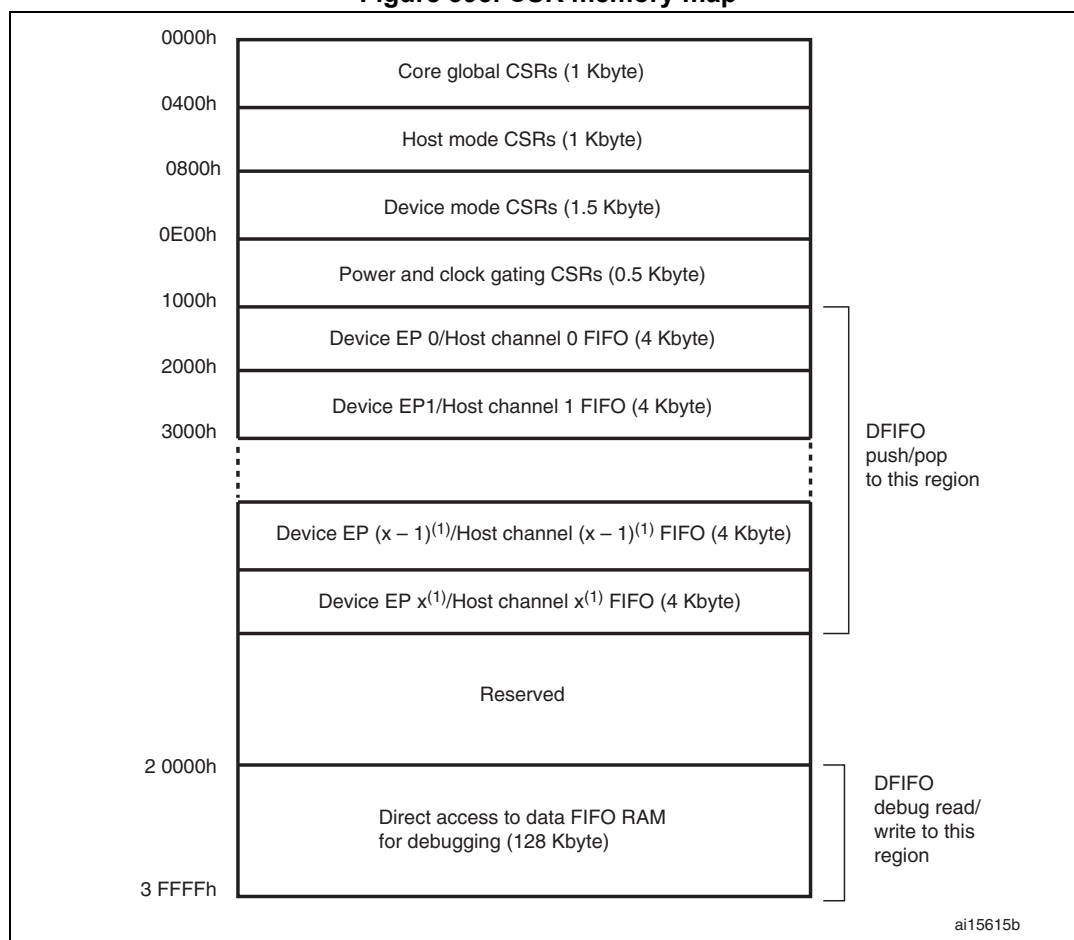 0000h
Core global CSRs (1 Kbyte)
0400h
Host mode CSRs (1 Kbyte)
0800h
Device mode CSRs (1.5 Kbyte)
0E00h
Power and clock gating CSRs (0.5 Kbyte)
1000h
Device EP 0/Host channel 0 FIFO (4 Kbyte)
2000h
Device EP1/Host channel 1 FIFO (4 Kbyte)
3000h
DFIFO
push/pop
to this region
Device EP (x – 1)(1)/Host channel (x – 1)(1) FIFO (4 Kbyte)
Device EP x(1)/Host channel x(1) FIFO (4 Kbyte)
Reserved
2 0000h
Direct access to data FIFO RAM
for debugging (128 Kbyte)
DFIFO
debug read/
write to this
region
3 FFFFh
ai15615b